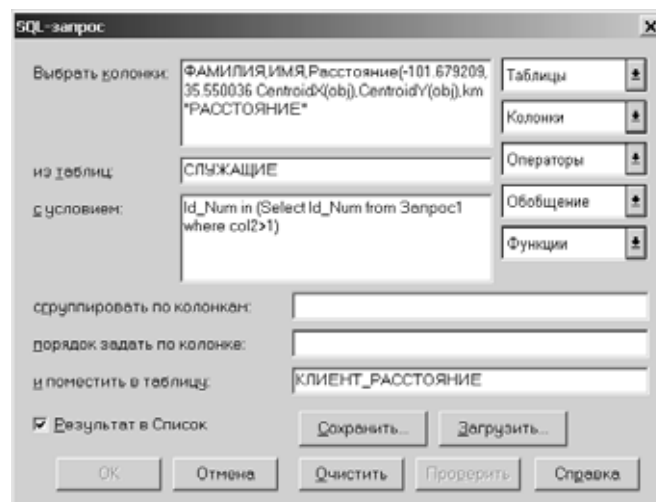 SQL-запрос
Выбрать колонки:
ФАМИЛИЯ,ИМЯ,Расстояние(-101.679209,
35.550036 CentroidX(obj),CentroidY(obj),km
"РАССТОЯНИЕ"
Таблицы
Колонки
из таблиц:
СЛУЖАЩИЕ
Операторы
с условием:
Id_Num in (Select Id_Num from Запрос1
where col2>1)
Обобщение
Функции
сгруппировать по колонкам:
порядок задать по колонке:
и поместить в таблицу:
КЛИЕНТ_РАССТОЯНИЕ
Результат в Список
Сохранить...
Загрузить...
OK
Отмена
Очистить
Проверить
Справка